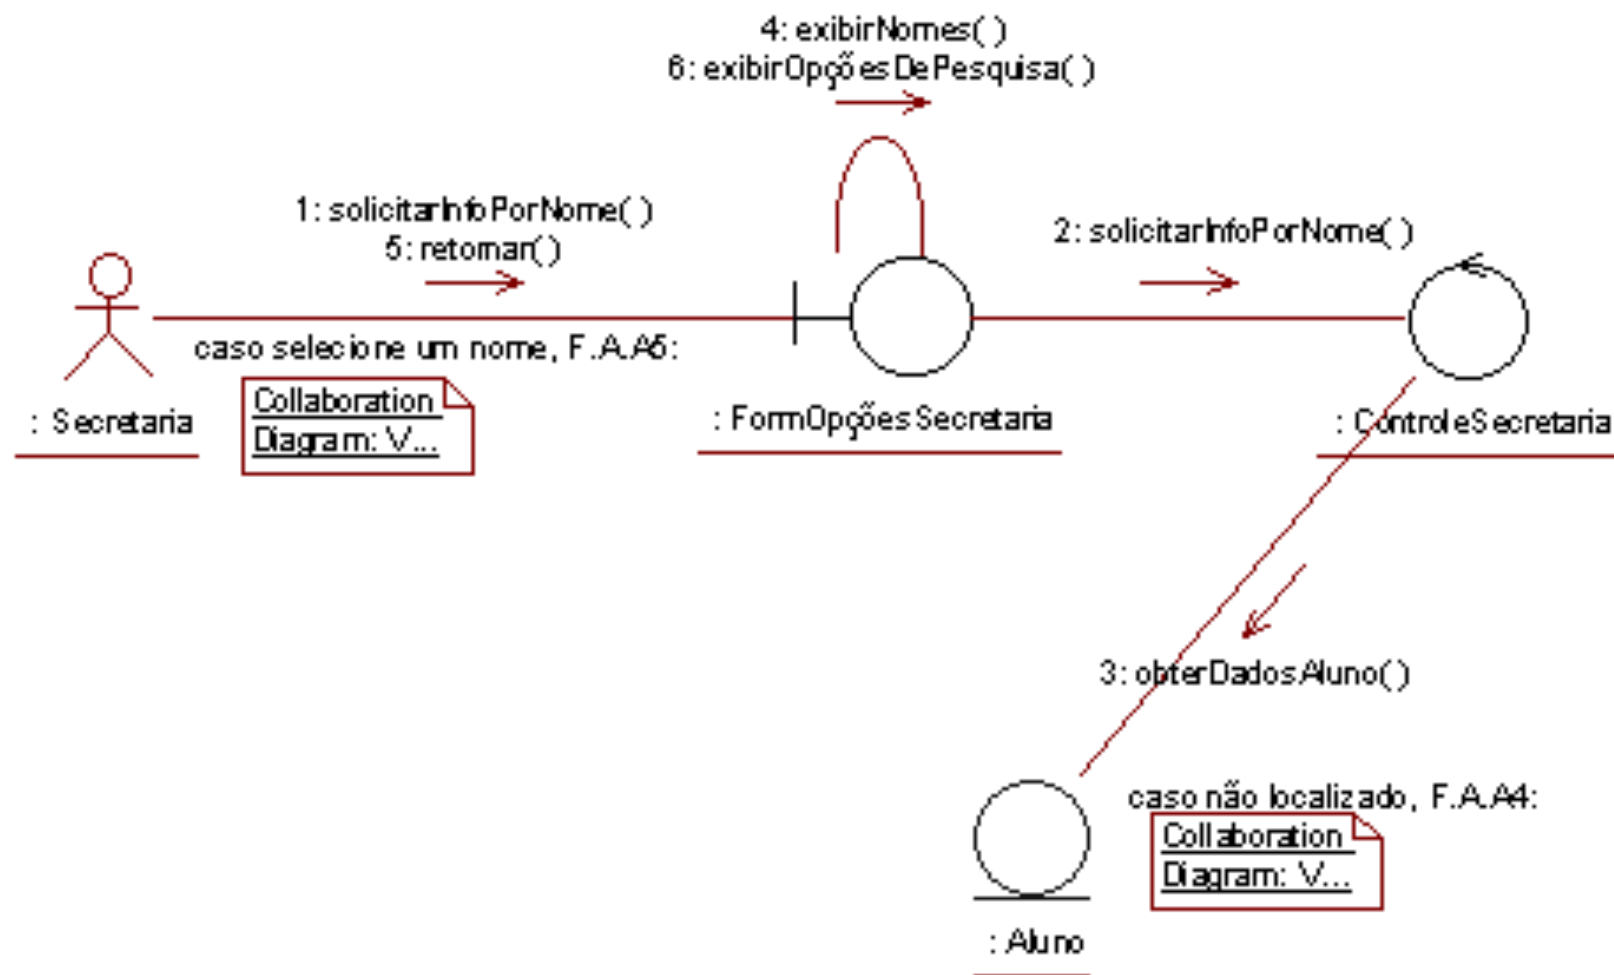 4: exibirNomes( )
6: exibirOpçõesDePesquisa( )
1: solicitarInfoPorNome( )
5: retornar( )
2: solicitarInfoPorNome( )
caso selecione um nome, F.A.A5:
Collaboration
Diagram: V...
: Secretaria
: FormOpçõesSecretaria
: ControleSecretaria
3: obterDadosAluno( )
caso não localizado, F.A.A4:
Collaboration
Diagram: V...
: Aluno